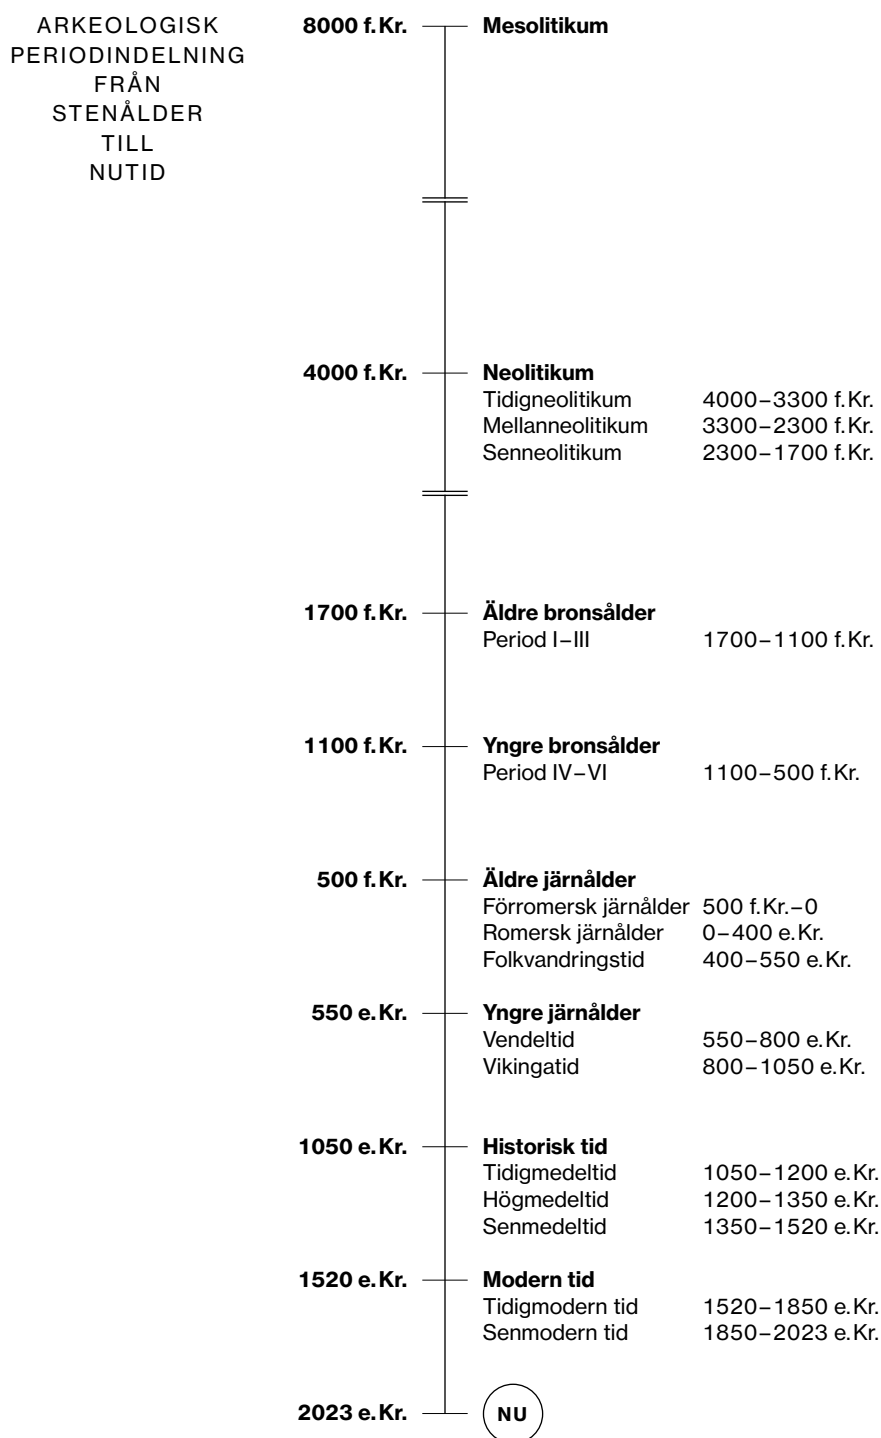 ARKEOLOGISK
PERIODINDELNING
FRÅN
STENÅLDER
TILL
NUTID
8000 f.Kr. Mesolitikum
4000 f.Kr. Neolitikum
Tidigneolitikum 4000–3300 f.Kr.
Mellanneolitikum 3300–2300 f.Kr.
Senneolitikum 2300–1700 f.Kr.
1700 f.Kr. Äldre bronsålder
Period I–III 1700–1100 f.Kr.
1100 f.Kr. Yngre bronsålder
Period IV–VI 1100–500 f.Kr.
500 f.Kr. Äldre järnålder
Förromersk järnålder 500 f.Kr.–0
Romersk järnålder 0–400 e.Kr.
Folkvandringstid 400–550 e.Kr.
550 e.Kr. Yngre järnålder
Vendeltid 550–800 e.Kr.
Vikingatid 800–1050 e.Kr.
1050 e.Kr. Historisk tid
Tidigmedeltid 1050–1200 e.Kr.
Högmedeltid 1200–1350 e.Kr.
Senmedeltid 1350–1520 e.Kr.
1520 e.Kr. Modern tid
Tidigmodern tid 1520–1850 e.Kr.
Senmodern tid 1850–2023 e.Kr.
2023 e.Kr. NU